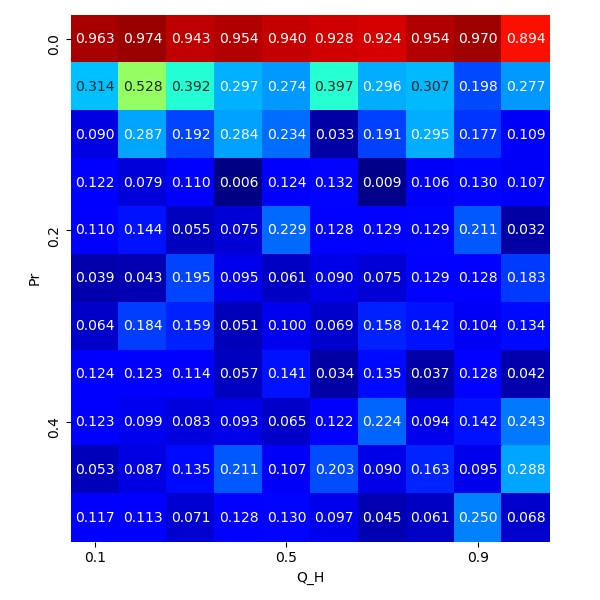 0.0 0.963 0.974 0.943 0.954 0.940 0.928 0.924 0.954 0.970 0.894
0.314 0.528 0.392 0.297 0.274 0.397 0.296 0.307 0.198 0.277
0.090 0.287 0.192 0.284 0.234 0.033 0.191 0.295 0.177 0.109
0.122 0.079 0.110 0.006 0.124 0.132 0.009 0.106 0.130 0.107
0.2 0.110 0.144 0.055 0.075 0.229 0.128 0.129 0.129 0.211 0.032
Pr 0.039 0.043 0.195 0.095 0.061 0.090 0.075 0.129 0.128 0.183
0.064 0.184 0.159 0.051 0.100 0.069 0.158 0.142 0.104 0.134
0.124 0.123 0.114 0.057 0.141 0.034 0.135 0.037 0.128 0.042
0.4 0.123 0.099 0.083 0.093 0.065 0.122 0.224 0.094 0.142 0.243
0.053 0.087 0.135 0.211 0.107 0.203 0.090 0.163 0.095 0.288
0.117 0.113 0.071 0.128 0.130 0.097 0.045 0.061 0.250 0.068
0.1 0.5 0.9
Q_H